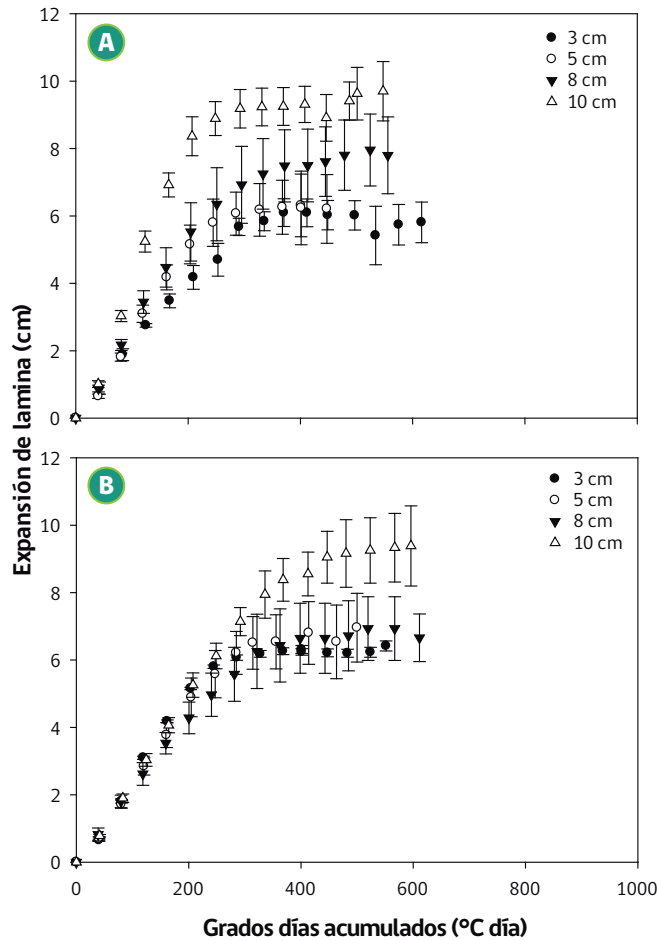 12
10
8
6
4
2
0
A
3 cm
5 cm
8 cm
10 cm
Expansión de lamina (cm)
12
10
8
6
4
2
0
B
3 cm
5 cm
8 cm
10 cm
0
200
400
600
800
1000
Grados días acumulados (°C día)